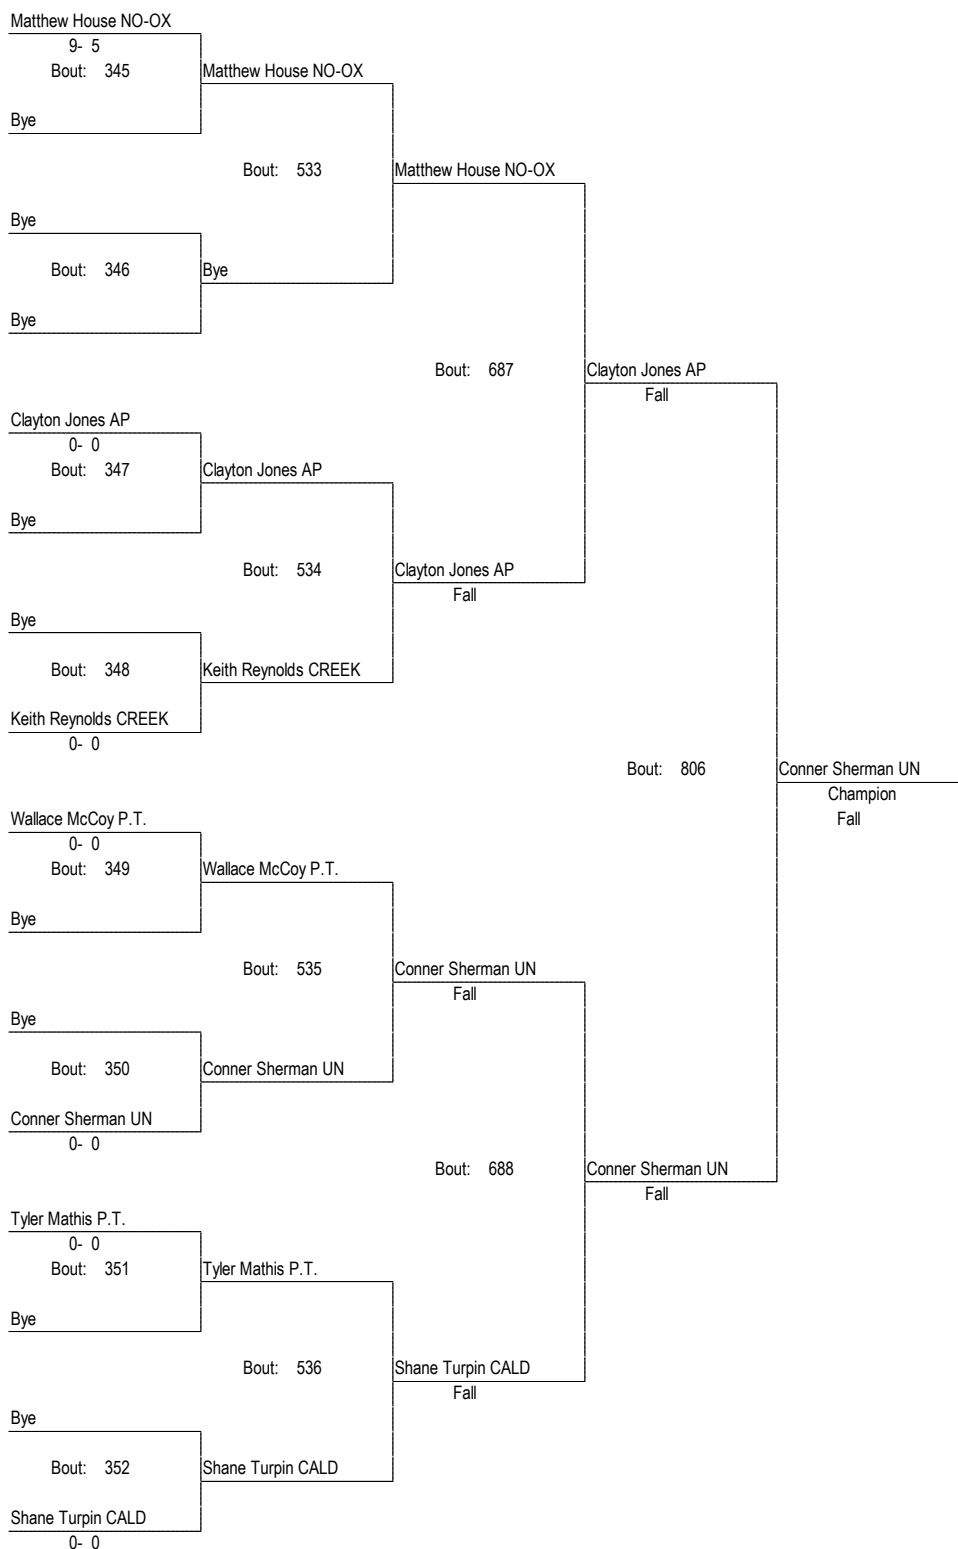 Matthew House NO-OX
9- 5
Bout: 345
Matthew House NO-OX
Bye
Bout: 533
Matthew House NO-OX
Bye
Bout: 346
Bye
Bye
Bout: 687
Clayton Jones AP
Fall
Clayton Jones AP
0- 0
Bout: 347
Clayton Jones AP
Bye
Bout: 534
Clayton Jones AP
Fall
Bye
Bout: 348
Keith Reynolds CREEK
Keith Reynolds CREEK
0- 0
Bout: 806
Conner Sherman UN
Champion
Fall
Wallace McCoy P.T.
0- 0
Bout: 349
Wallace McCoy P.T.
Bye
Bout: 535
Conner Sherman UN
Fall
Bye
Bout: 350
Conner Sherman UN
Conner Sherman UN
0- 0
Bout: 688
Conner Sherman UN
Fall
Tyler Mathis P.T.
0- 0
Bout: 351
Tyler Mathis P.T.
Bye
Bout: 536
Shane Turpin CALD
Fall
Bye
Bout: 352
Shane Turpin CALD
Shane Turpin CALD
0- 0